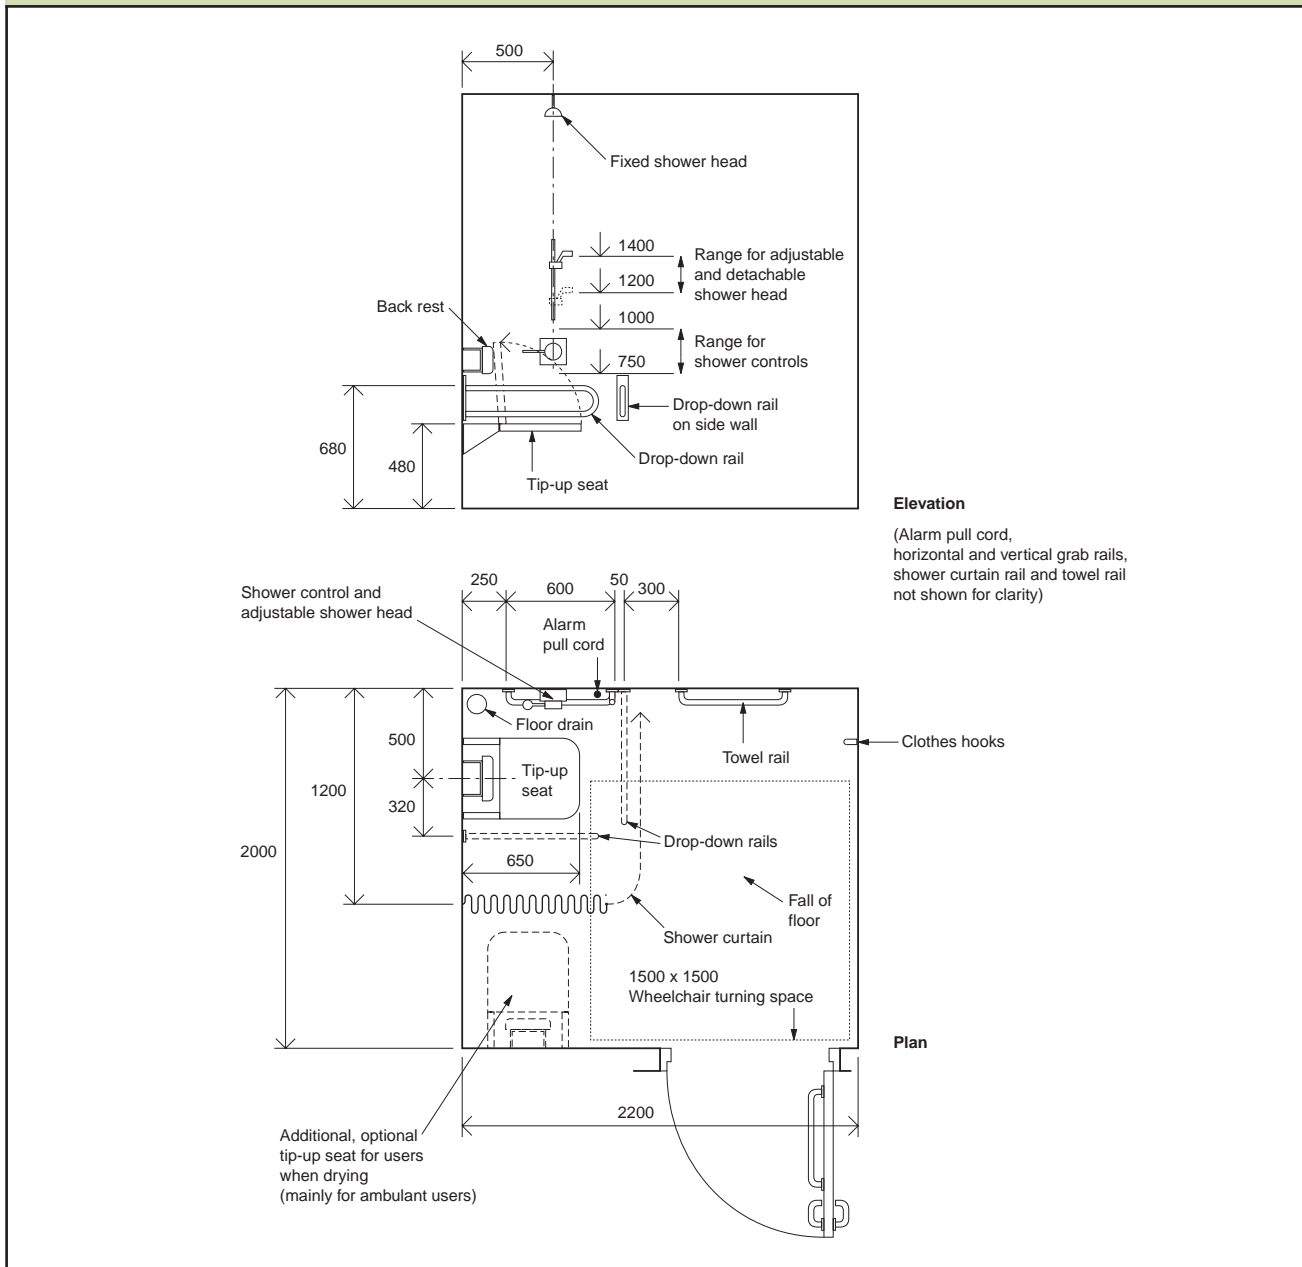 500
Fixed shower head
1400
Range for adjustable
and detachable
shower head
1200
Back rest
1000
Range for
shower controls
750
Drop-down rail
on side wall
680
480
Drop-down rail
Tip-up seat
Elevation
(Alarm pull cord,
horizontal and vertical grab rails,
shower curtain rail and towel rail
not shown for clarity)
250
600
50
300
Shower control and
adjustable shower head
Alarm
pull cord
Floor drain
500
Towel rail
Clothes hooks
Tip-up
seat
1200
320
2000
Drop-down rails
650
Fall of
floor
Shower curtain
1500 x 1500
Wheelchair turning space
Plan
2200
Additional, optional
tip-up seat for users
when drying
(mainly for ambulant users)